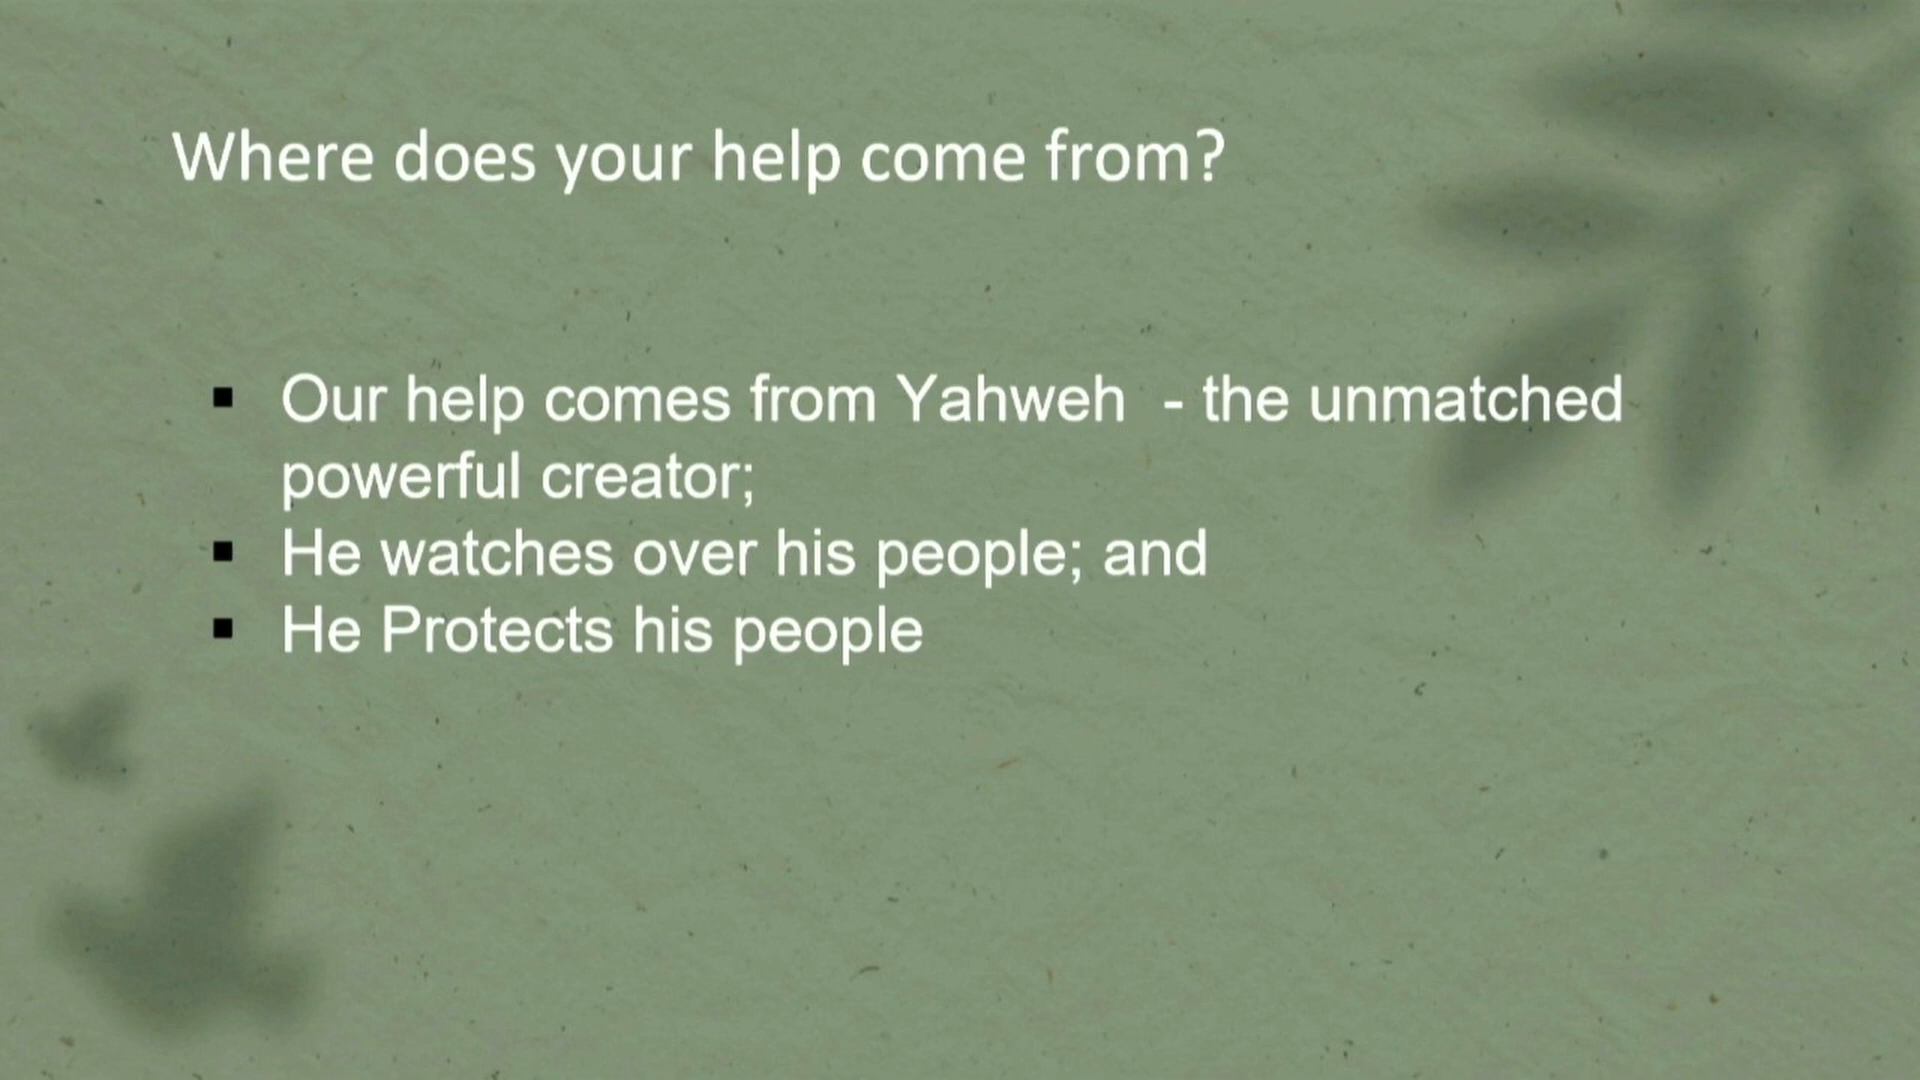 Where does your help come from?
▪ Our help comes from Yahweh  - the unmatched
powerful creator;
▪ He watches over his people; and
▪ He Protects his people